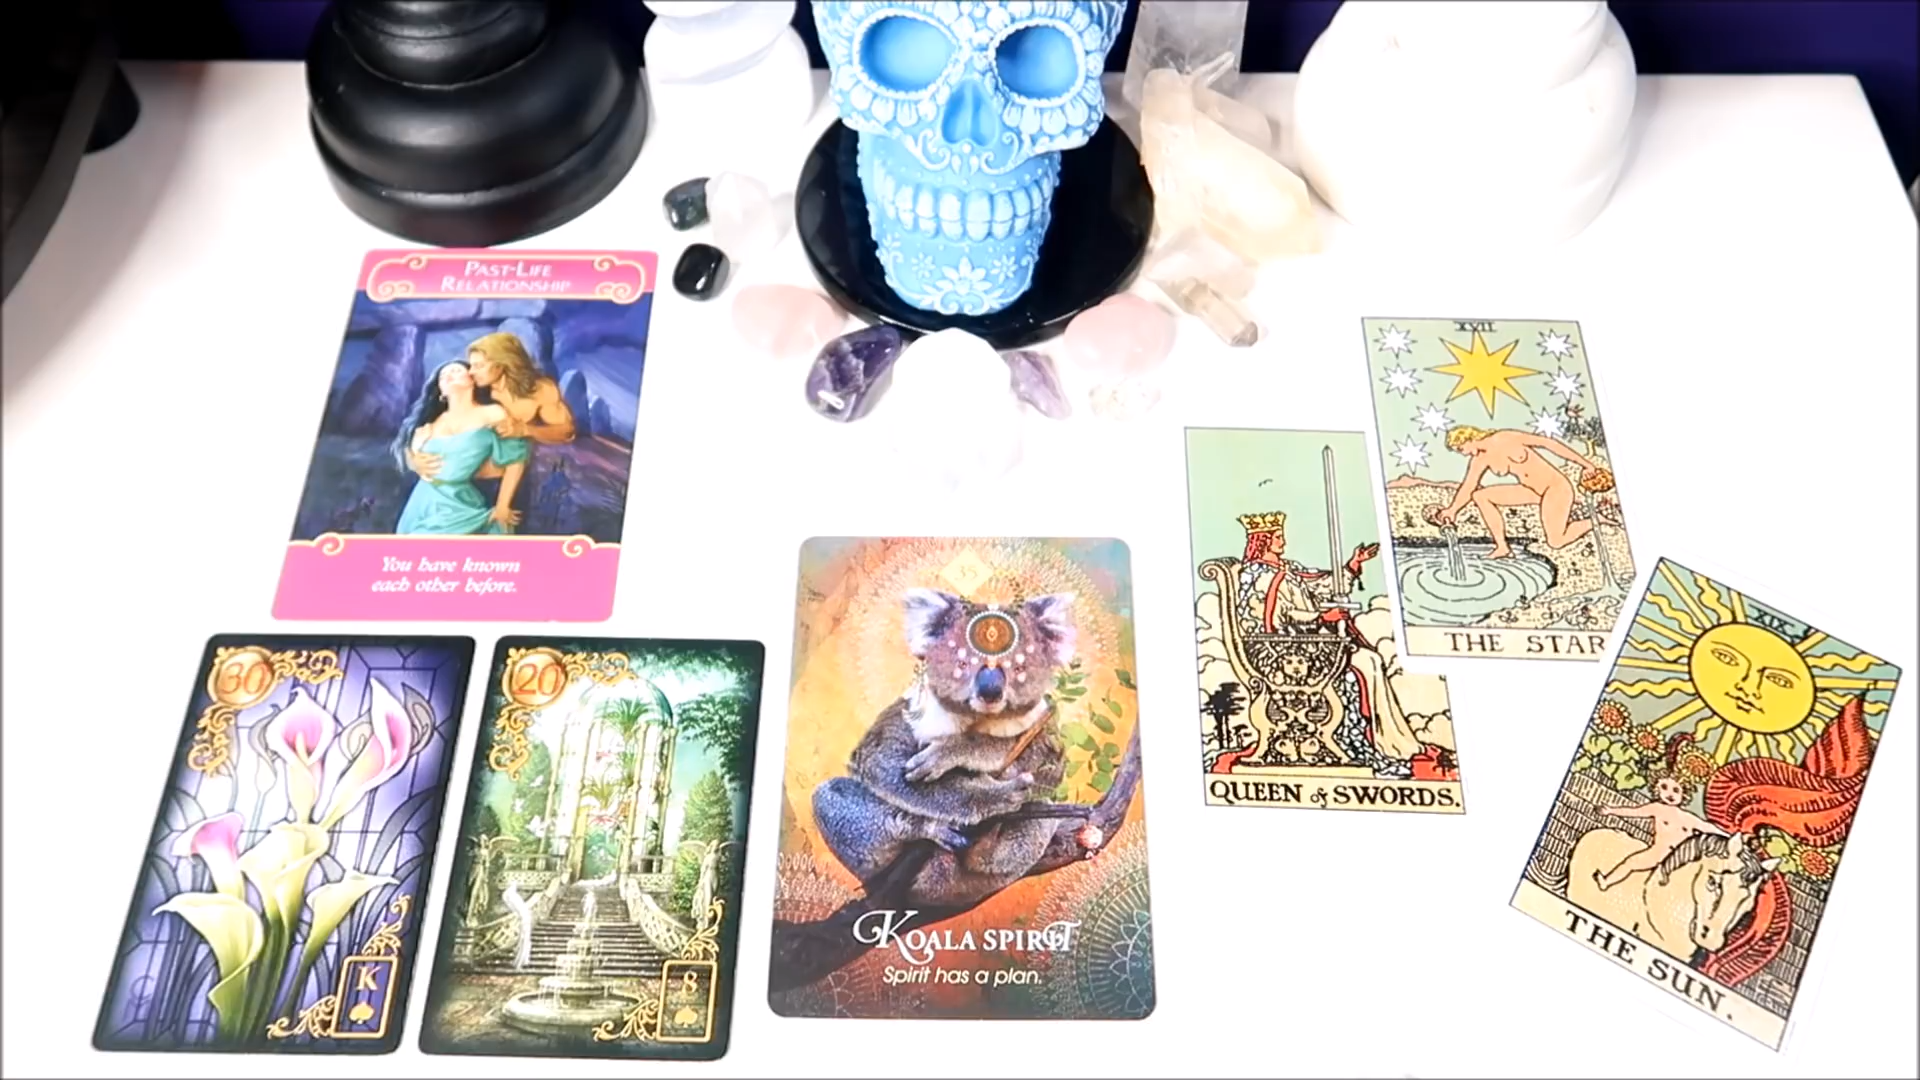 PAST-LIFE
RELATIONSHIP
You have known
each other before.
30
K
20
8
35
KOALA SPIRIT
Spirit has a plan.
QUEEN of SWORDS.
XVII
THE STAR
XIX
THE SUN.